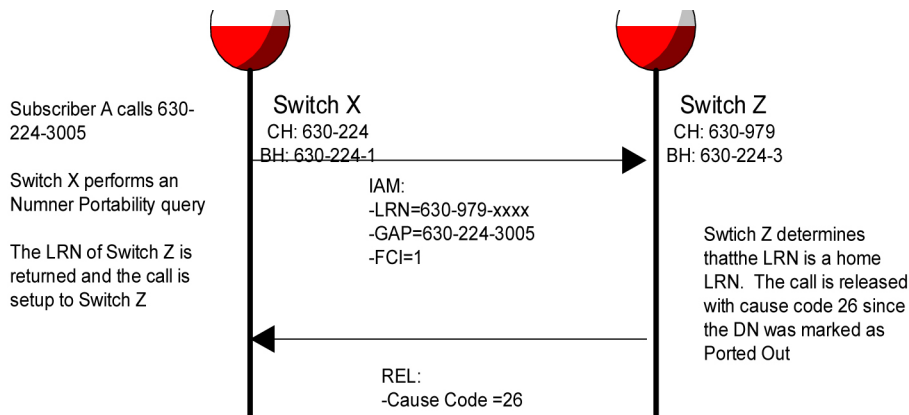 Subscriber A calls 630-
224-3005
Switch X performs an
Numner Portability query
The LRN of Switch Z is
returned and the call is
setup to Switch Z
Switch X
CH: 630-224
BH: 630-224-1
IAM:
-LRN=630-979-xxxx
-GAP=630-224-3005
-FCI=1
REL:
-Cause Code =26
Switch Z
CH: 630-979
BH: 630-224-3
Swtich Z determines
thatthe LRN is a home
LRN.  The call is released
with cause code 26 since
the DN was marked as
Ported Out